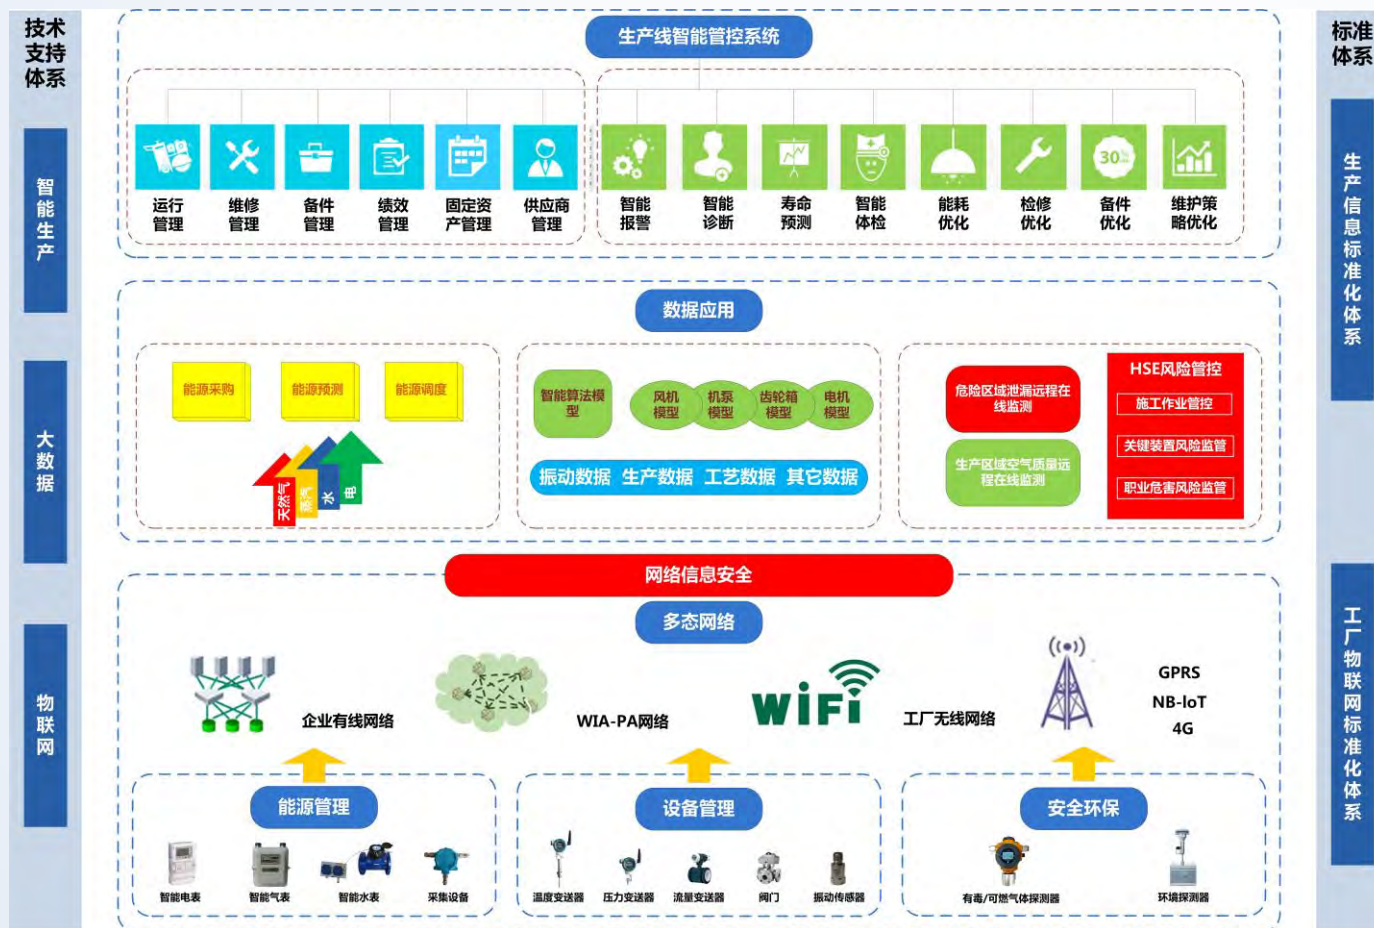 技术
支持
体系
智能生产
大数据
物联网
生产线智能管控系统
运行
管理
维修
管理
备件
管理
绩效
管理
固定资
产管理
供应商
管理
智能
报警
智能
诊断
寿命
预测
智能
体检
能耗
优化
检修
优化
30%
备件
优化
维护策
略优化
数据应用
能源采购
能源预测
能源调度
天然气
蒸汽
水
电
智能算法模
型
风机
模型
机泵
模型
齿轮箱
模型
电机
模型
振动数据 生产数据 工艺数据 其它数据
危险区域泄漏远程在
线监测
生产区域空气质量远
程在线监测
HSE风险管控
施工作业管控
关键装置风险监管
职业危害风险监管
网络信息安全
多态网络
企业有线网络
WIA-PA网络
WiFi
工厂无线网络
GPRS
NB-IoT
4G
能源管理
智能电表
智能气表
智能水表
采集设备
设备管理
温度变送器
压力变送器
流量变送器
阀门
振动传感器
安全环保
有毒/可燃气体探测器
环境探测器
标准
体系
生产信息标准化体系
工厂物联网标准化体系